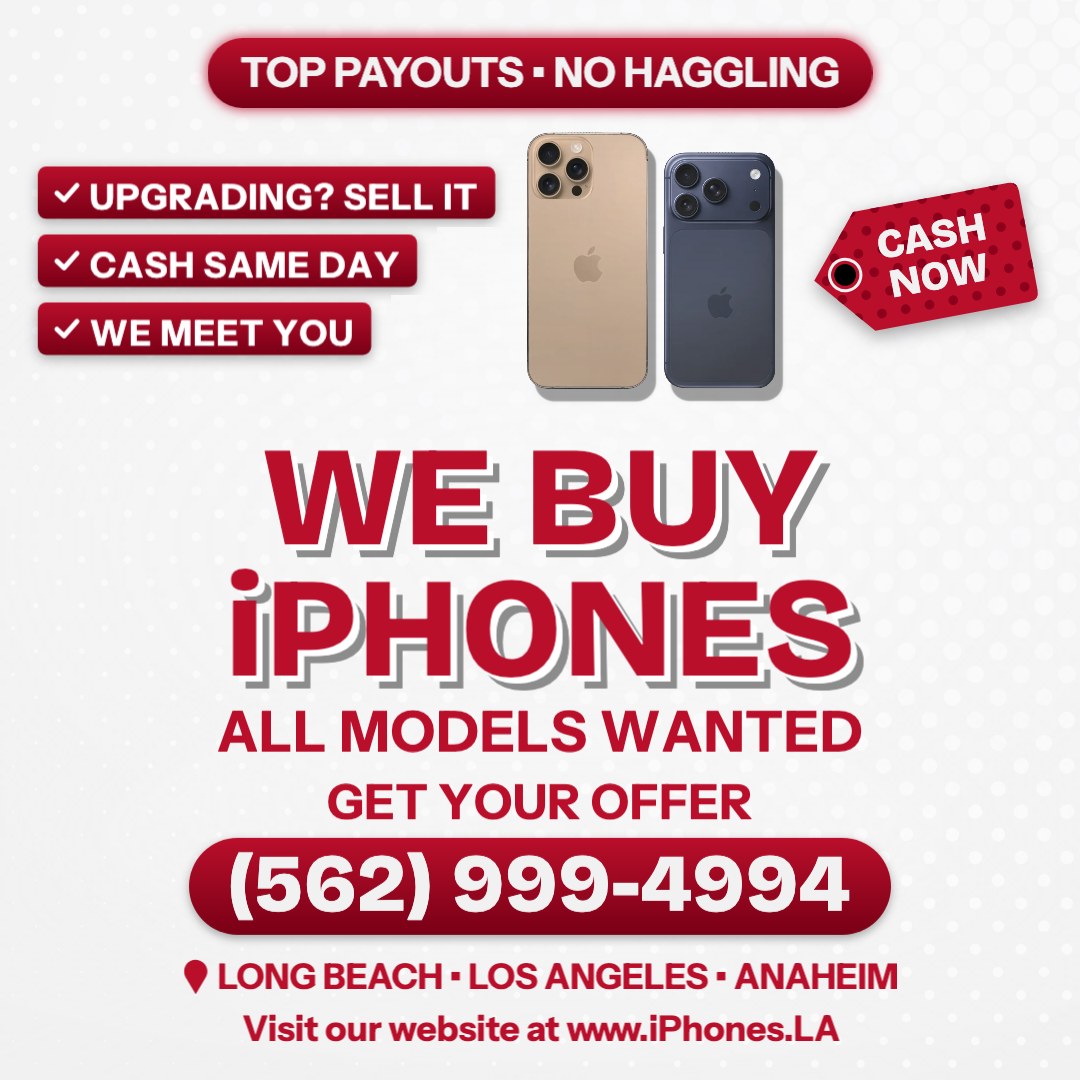 TOP PAYOUTS ▪ NO HAGGLING
UPGRADING? SELL IT
CASH SAME DAY
WE MEET YOU
CASH
NOW
WE BUY
iPHONES
ALL MODELS WANTED
GET YOUR OFFER
(562) 999-4994
LONG BEACH ▪ LOS ANGELES ▪ ANAHEIM
Visit our website at www.iPhones.LA